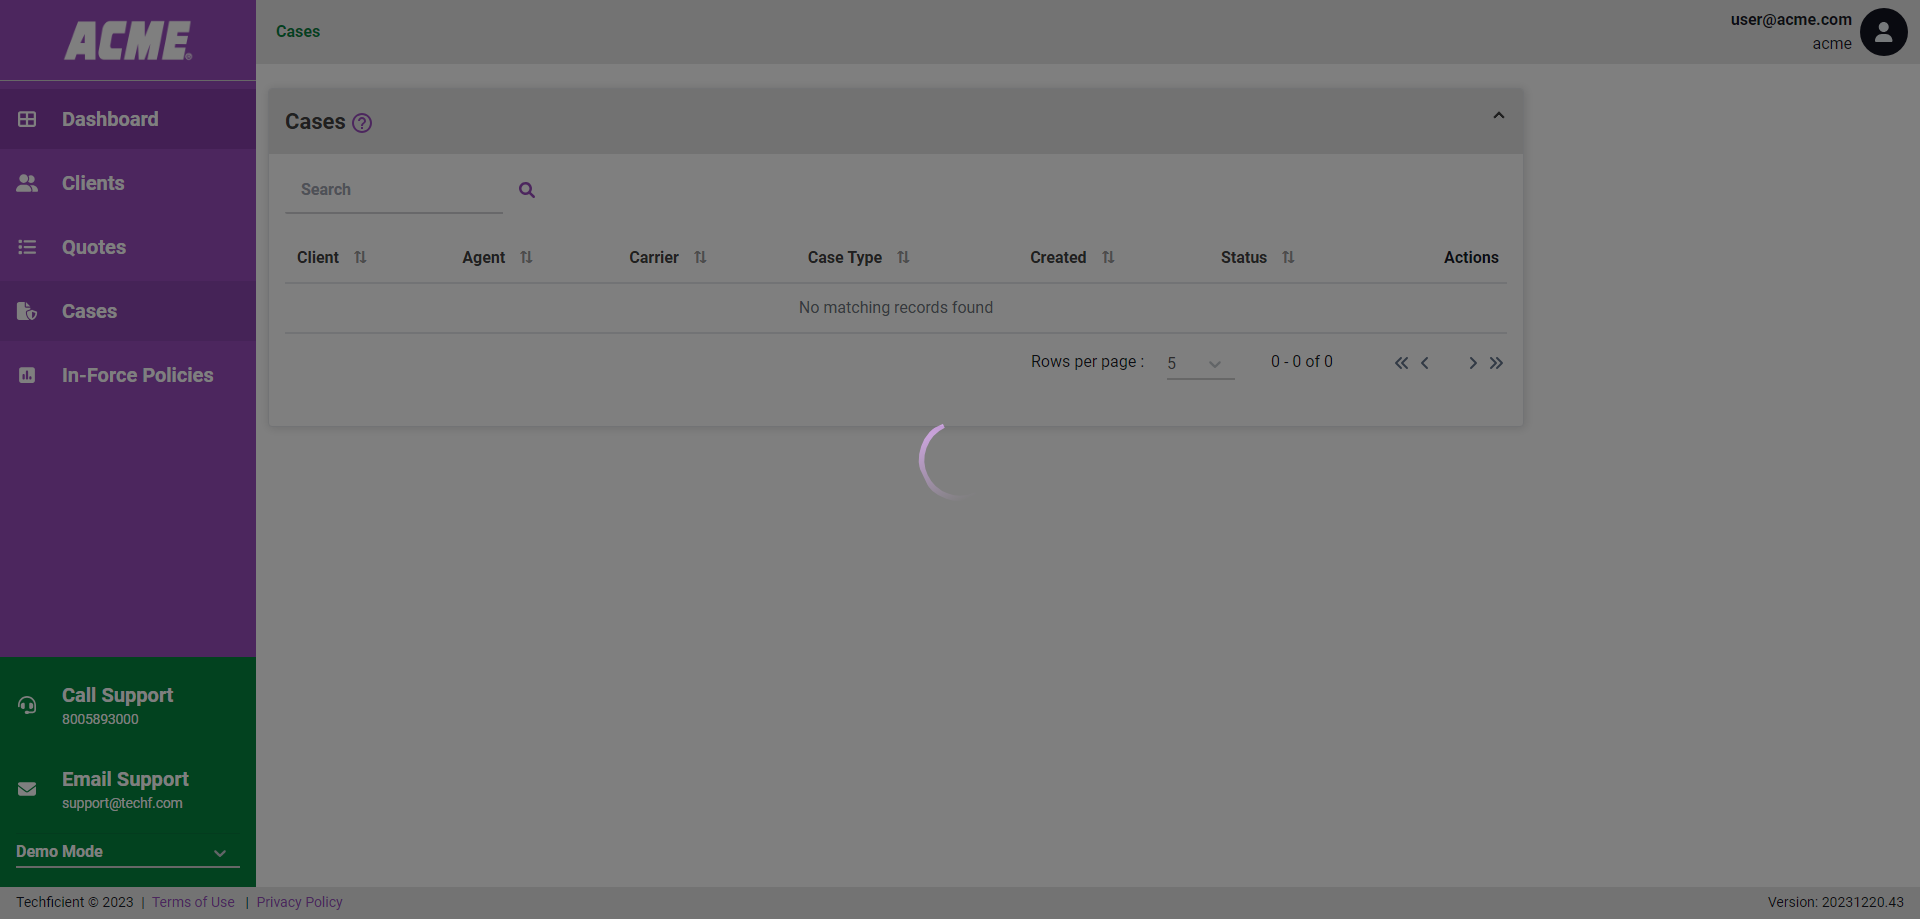 ACME®
Dashboard
Clients
Quotes
Cases
In-Force Policies
Call Support
8005893000
Email Support
support@techf.com
Demo Mode
Cases
user@acme.com
acme
Cases ?
Search
Client Agent Carrier Case Type Created Status Actions
No matching records found
Rows per page : 5 0 - 0 of 0
Techficient © 2023 | Terms of Use | Privacy Policy
Version: 20231220.43